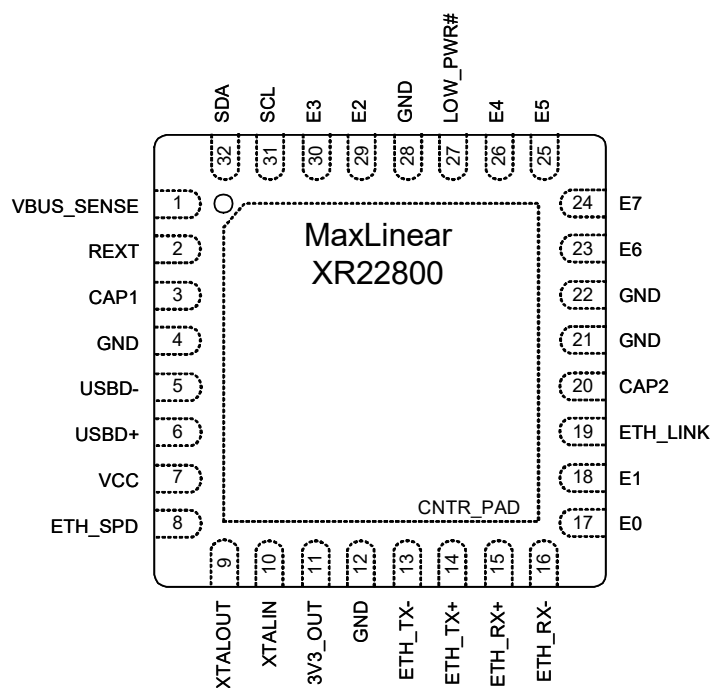 SDA
SCL
E3
E2
GND
LOW_PWR#
E4
E5
32
31
30
29
28
27
26
25
VBUS_SENSE 1
REXT 2
CAP1 3
GND 4
USBD- 5
USBD+ 6
VCC 7
ETH_SPD 8
MaxLinear
XR22800
CNTR_PAD
24 E7
23 E6
22 GND
21 GND
20 CAP2
19 ETH_LINK
18 E1
17 E0
9
10
11
12
13
14
15
16
XTALOUT
XTALIN
3V3_OUT
GND
ETH_TX-
ETH_TX+
ETH_RX+
ETH_RX-